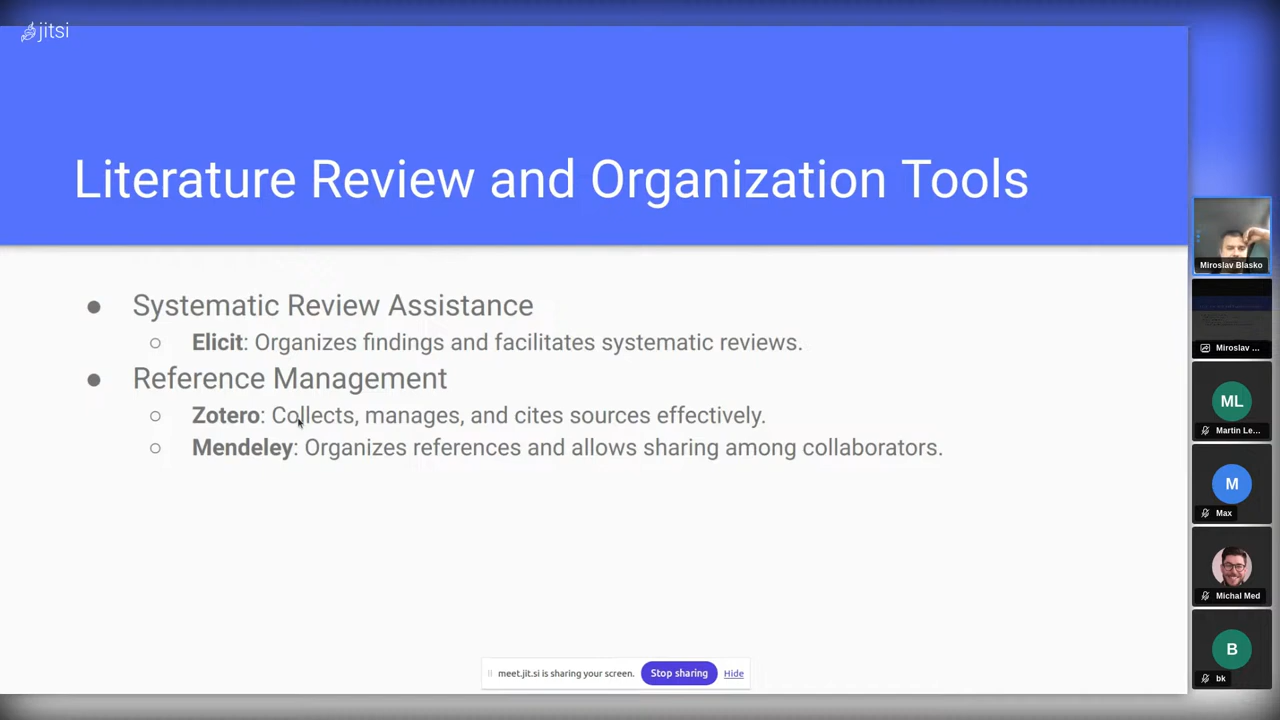 jitsi
Literature Review and Organization Tools
● Systematic Review Assistance
○ Elicit: Organizes findings and facilitates systematic reviews.
● Reference Management
○ Zotero: Collects, manages, and cites sources effectively.
○ Mendeley: Organizes references and allows sharing among collaborators.
meet.jit.si is sharing your screen. Stop sharing Hide
Miroslav Blasko
Miroslav ...
ML
Martin Le...
M
Max
Michal Med
B
bk